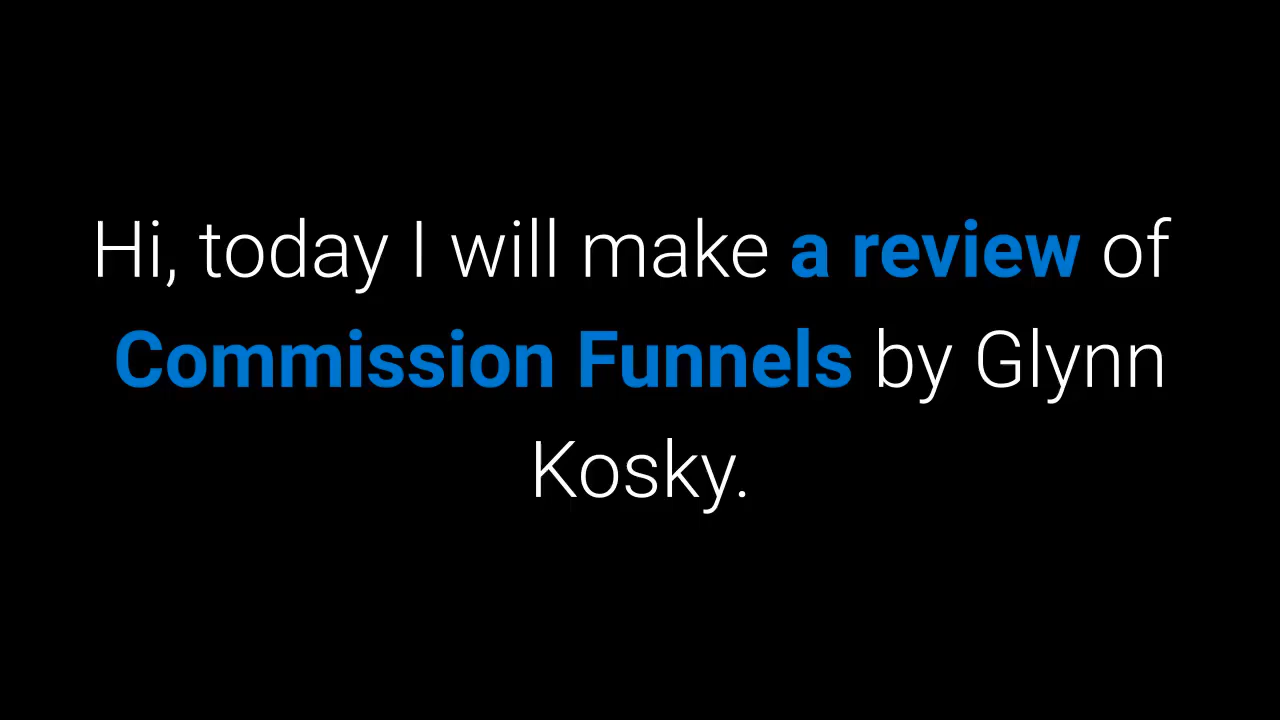 Hi, today I will make a review of
Commission Funnels by Glynn
Kosky.